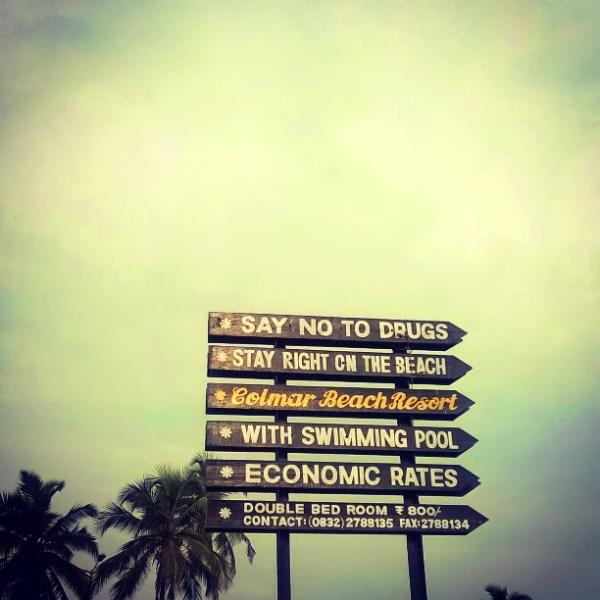 * SAY NO TO DRUGS
* STAY RIGHT ON THE BEACH
* Colmar Beach Resort
* WITH SWIMMING POOL
* ECONOMIC RATES
* DOUBLE BED ROOM ₹ 800/-
CONTACT: (0832) 2788135 FAX: 2788134